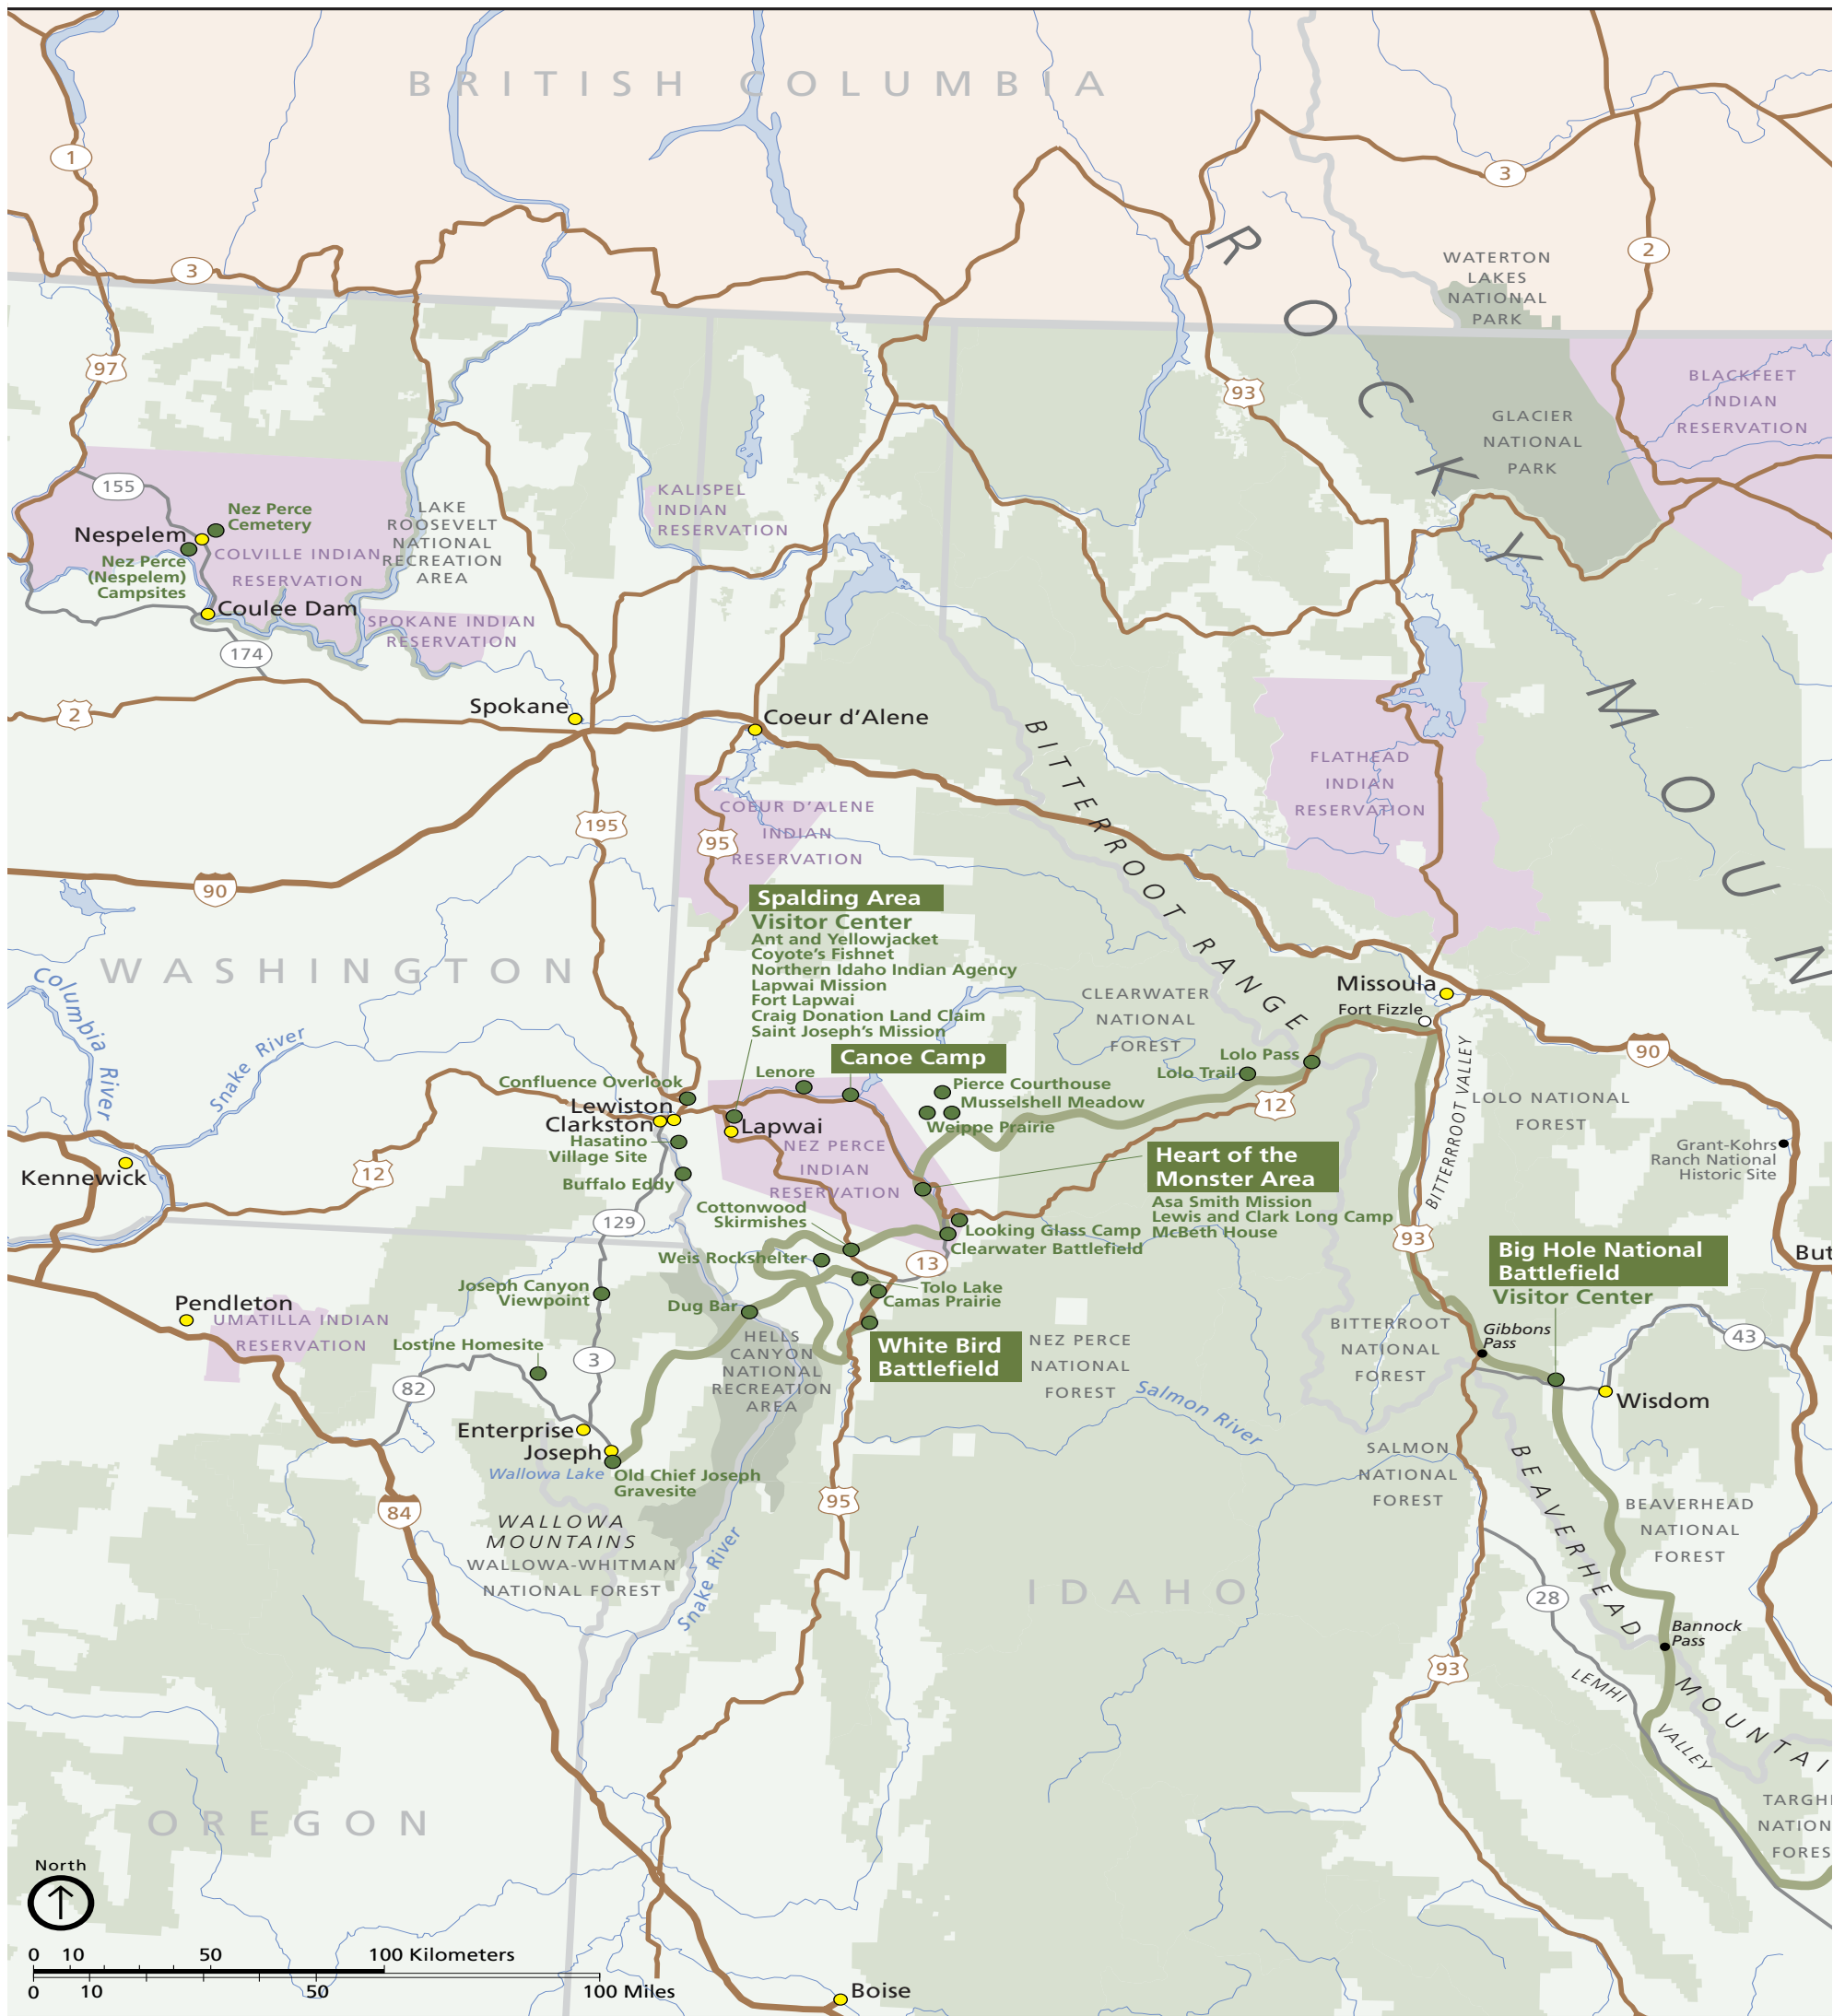 BRITISH COLUMBIA
1
3
3
2
ROCKY MOUN
WATERTON
LAKES
NATIONAL
PARK
97
93
BLACKFEET
INDIAN
RESERVATION
GLACIER
NATIONAL
PARK
155
Nez Perce
Cemetery
Nespelem
Nez Perce
(Nespelem)
Campsites
COLVILLE INDIAN
RESERVATION
LAKE
ROOSEVELT
NATIONAL
RECREATION
AREA
KALISPEL
INDIAN
RESERVATION
Coulee Dam
SPOKANE INDIAN
RESERVATION
174
2
Spokane
Coeur d'Alene
BITTERROOT RANGE
FLATHEAD
INDIAN
RESERVATION
195
95
COEUR D'ALENE
INDIAN
RESERVATION
90
Spalding Area
Visitor Center
Ant and Yellowjacket
Coyote's Fishnet
Northern Idaho Indian Agency
Lapwai Mission
Fort Lapwai
Craig Donation Land Claim
Saint Joseph's Mission
WASHINGTON
Columbia River
Snake River
CLEARWATER
NATIONAL
FOREST
Missoula
Fort Fizzle
90
Canoe Camp
Lolo Pass
Lolo Trail
Lenore
Confluence Overlook
Pierce Courthouse
Musselshell Meadow
Weippe Prairie
Lewiston
Clarkston
Lapwai
12
BITTERROOT VALLEY
LOLO NATIONAL
FOREST
Hasatino
Village Site
Buffalo Eddy
NEZ PERCE
INDIAN
RESERVATION
Heart of the
Monster Area
Asa Smith Mission
Lewis and Clark Long Camp
McBeth House
Grant-Kohrs
Ranch National
Historic Site
Kennewick
12
Cottonwood
Skirmishes
129
Looking Glass Camp
Clearwater Battlefield
93
Weis Rockshelter
13
Big Hole National
Battlefield
Visitor Center
But
Joseph Canyon
Viewpoint
Tolo Lake
Camas Prairie
Dug Bar
Pendleton
UMATILLA INDIAN
RESERVATION
Lostine Homesite
HELLS
CANYON
NATIONAL
RECREATION
AREA
White Bird
Battlefield
NEZ PERCE
NATIONAL
FOREST
BITTERROOT
NATIONAL
FOREST
Gibbons
Pass
43
3
82
Salmon River
Wisdom
Enterprise
Joseph
Wallowa Lake
Old Chief Joseph
Gravesite
SALMON
NATIONAL
FOREST
BEAVERHEAD MOUNTAI
84
95
WALLOWA
MOUNTAINS
WALLOWA-WHITMAN
NATIONAL FOREST
Snake River
BEAVERHEAD
NATIONAL
FOREST
IDAHO
28
Bannock
Pass
93
LEMHI VALLEY
TARGH
NATION
FORES
OREGON
North
0 10 50 100 Kilometers
0 10 50 100 Miles
Boise